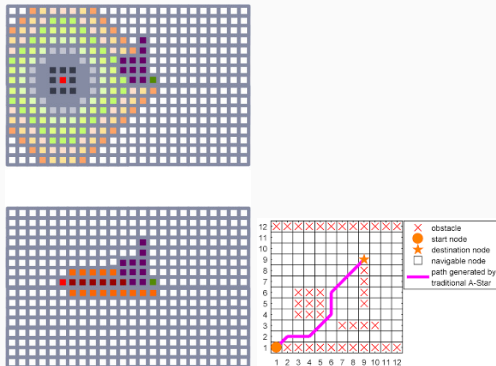 12
11
10
9
8
7
6
5
4
3
2
1
1 2 3 4 5 6 7 8 9 10 11 12
obstacle
start node
destination node
navigable node
path generated by
traditional A-Star